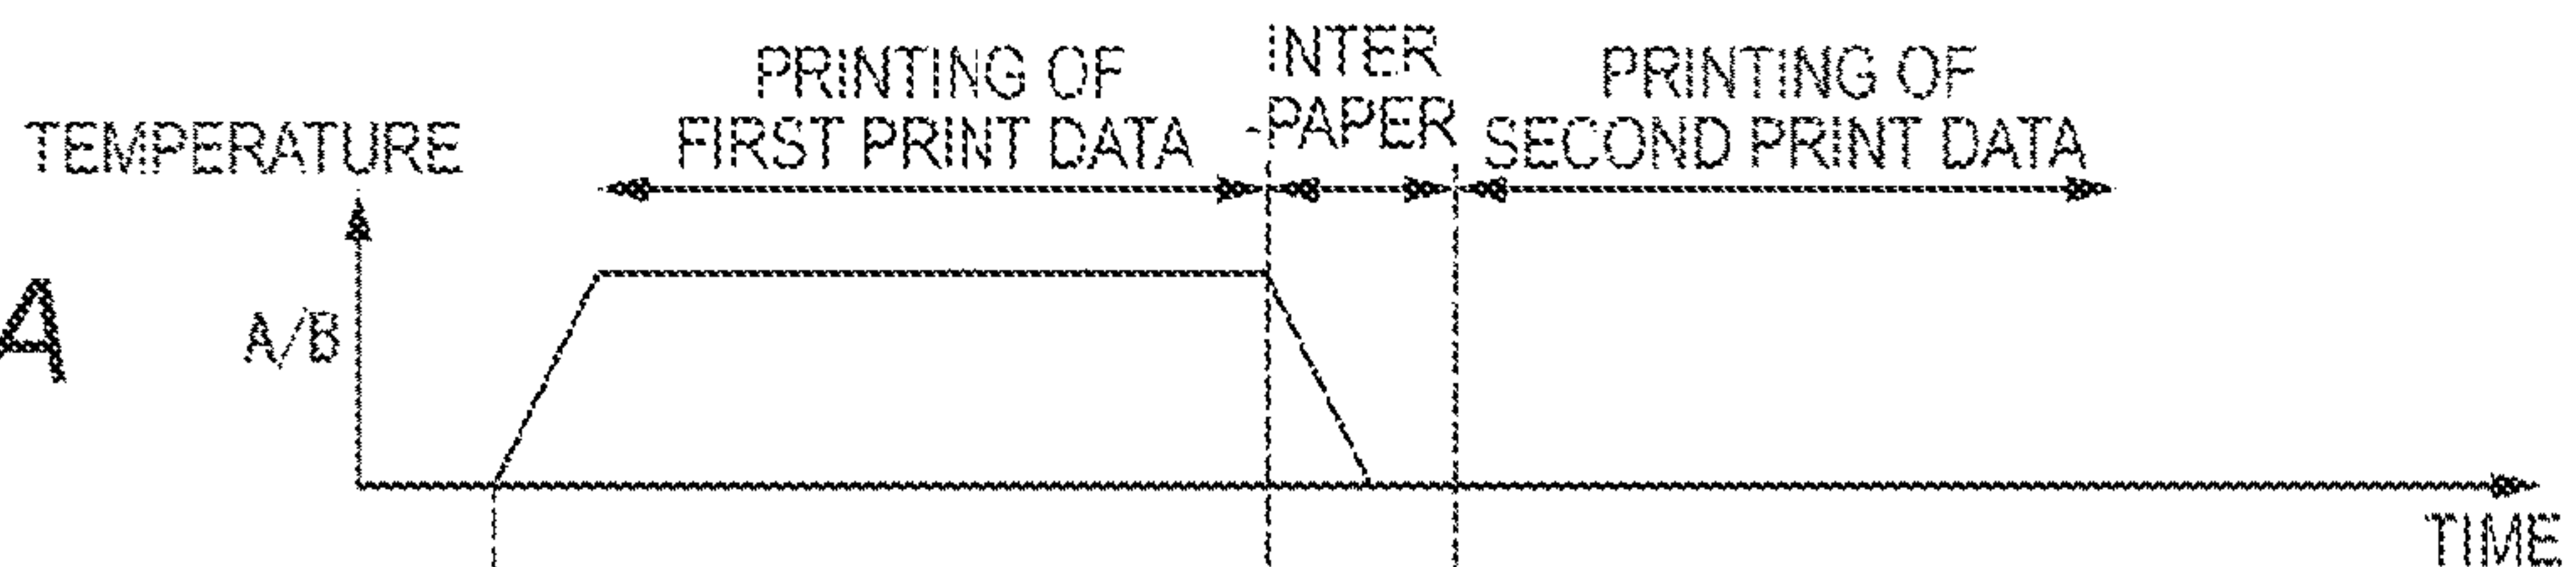 PRINTING OF
FIRST PRINT DATA
INTER
-PAPER
PRINTING OF
SECOND PRINT DATA
TEMPERATURE
A
A/B
TIME